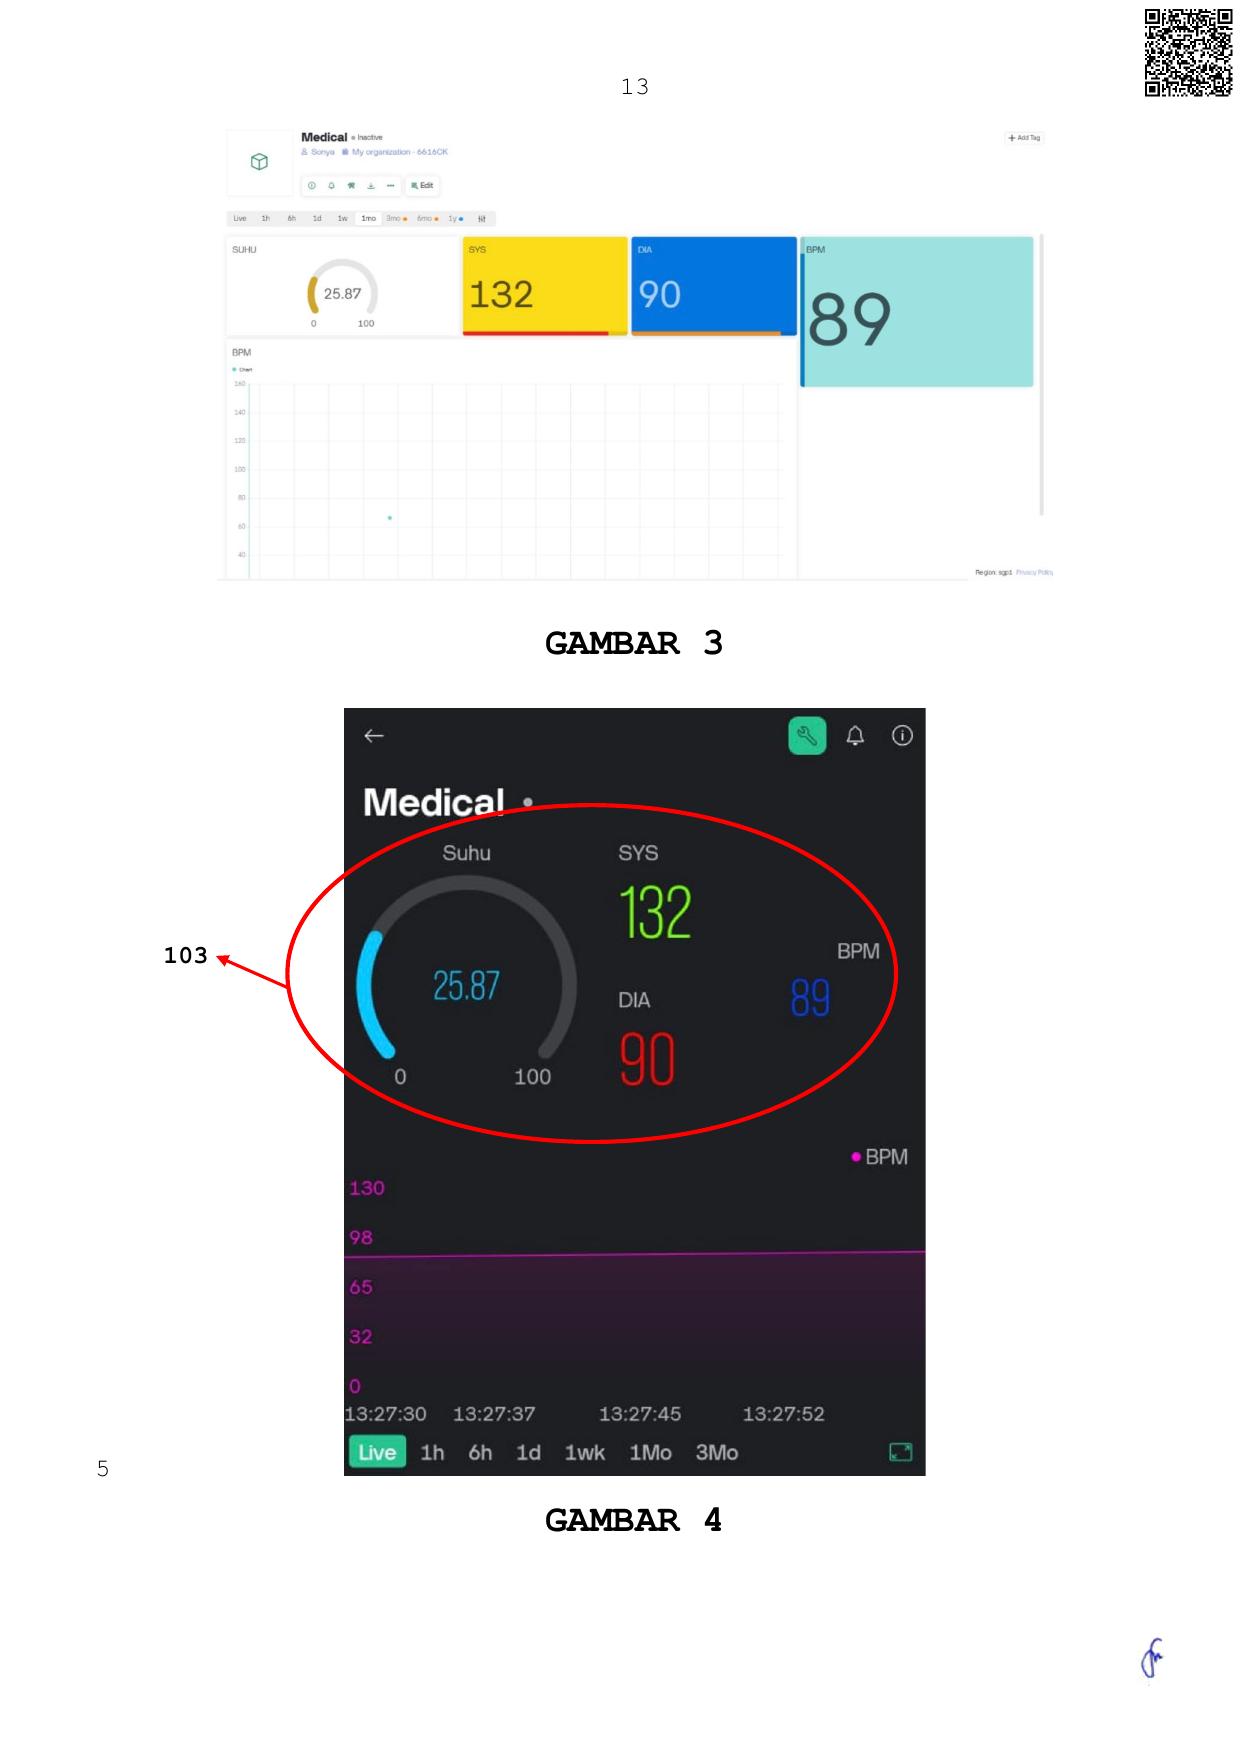 13
Medical • Inactive
Sonya My organization - 6616CK
+ Add Tag
Edit
Live 1h 6h 1d 1w 1mo 3mo 6mo 1y
SUHU
25.87
0 100
SYS
132
DIA
90
BPM
89
BPM
Chart
160
140
120
100
80
60
40
Region: sgp1 Privacy Policy
GAMBAR 3
Medical
Suhu
25.87
0 100
SYS
132
DIA
90
BPM
89
103
BPM
130
98
65
32
0
13:27:30 13:27:37 13:27:45 13:27:52
Live 1h 6h 1d 1wk 1Mo 3Mo
5
GAMBAR 4